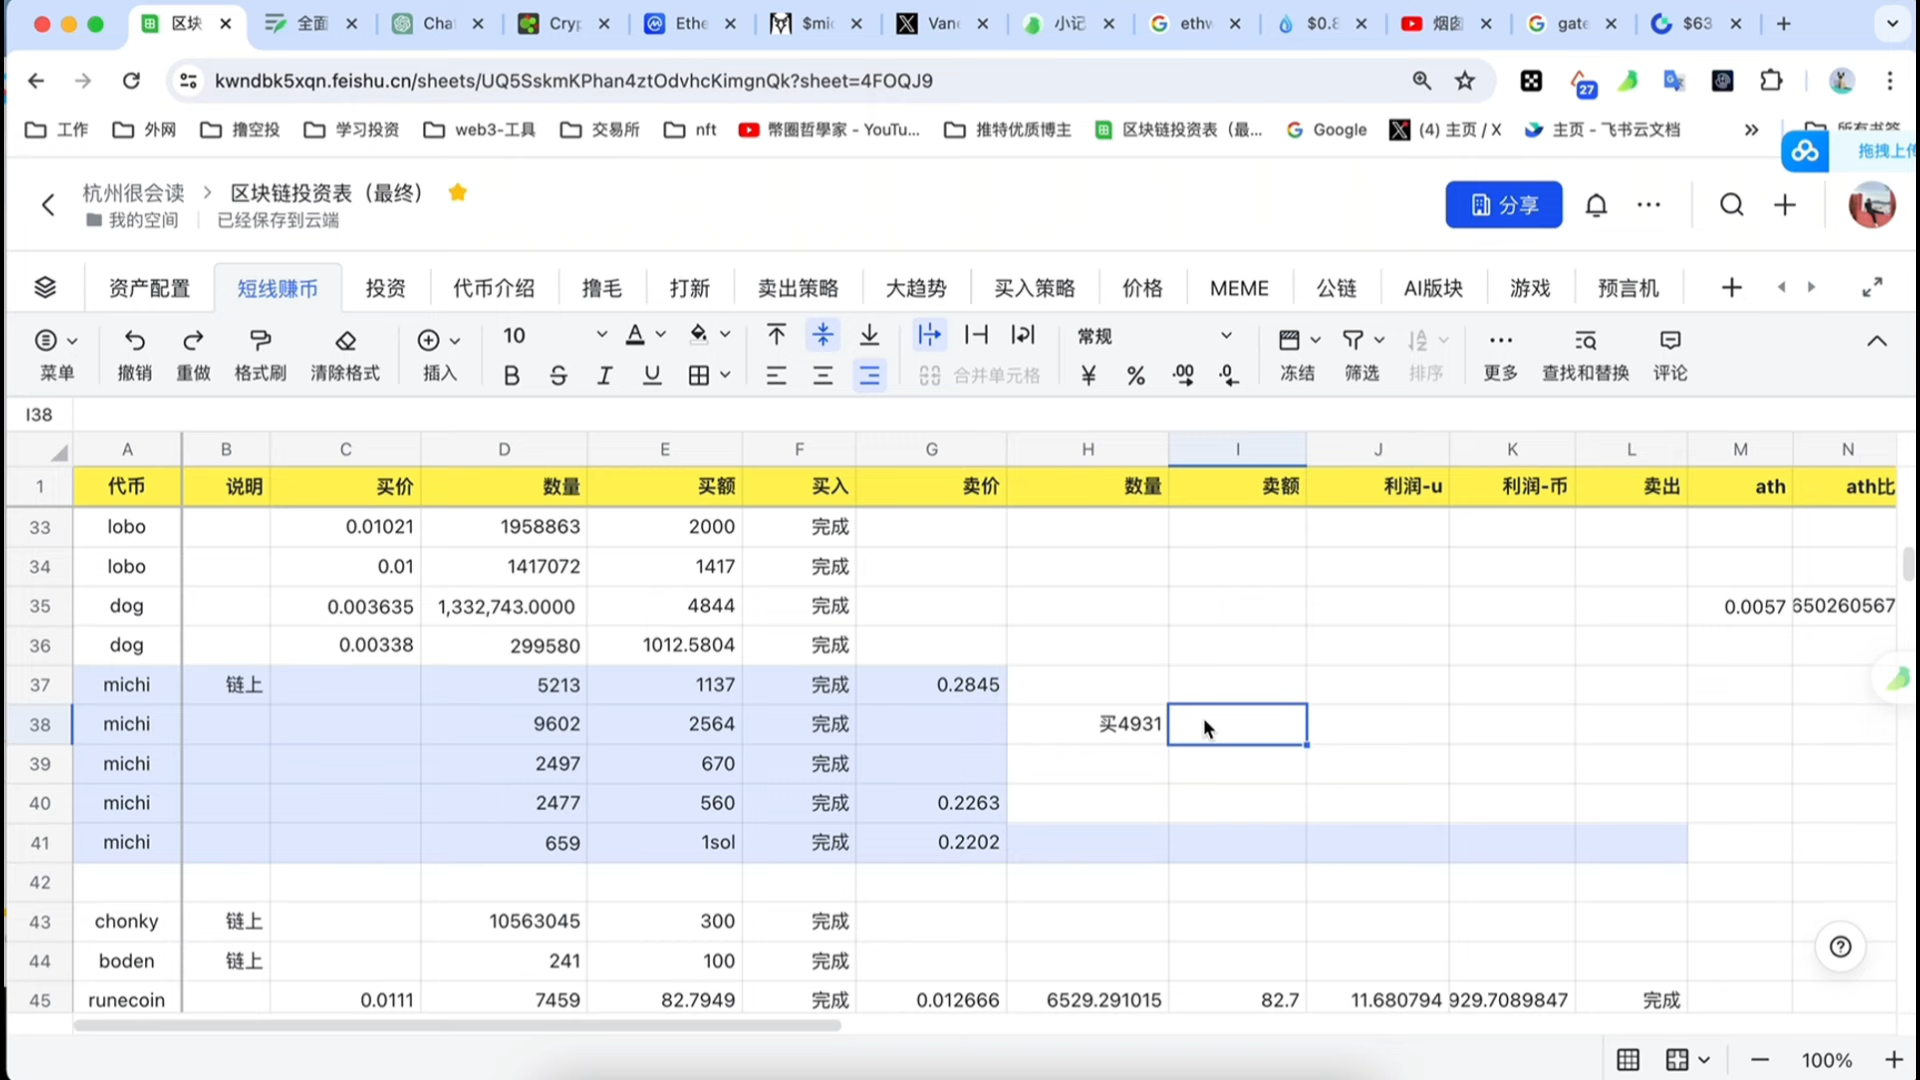 区块 全面 Cha Cryp Ethe $mic Van 小记 ethw $0.8 烟囱 gate $63
kwndbk5xqn.feishu.cn/sheets/UQ5SskmKPhan4ztOdvhcKimgnQk?sheet=4FOQJ9 27
工作 外网 撸空投 学习投资 web3-工具 交易所 nft 幣圈哲學家 - YouTu... 推特优质博主 区块链投资表（最... Google (4) 主页 / X 主页 - 飞书云文档 » 所有书签
拖拽上传
杭州很会读 > 区块链投资表（最终） 分享
我的空间 已经保存到云端
资产配置 短线赚币 投资 代币介绍 撸毛 打新 卖出策略 大趋势 买入策略 价格 MEME 公链 AI版块 游戏 预言机
菜单 撤销 重做 格式刷 清除格式 插入 10 A B S I U 合并单元格 常规 ¥ % .00 .0 冻结 筛选 排序 更多 查找和替换 评论
I38
A B C D E F G H I J K L M N
1 代币 说明 买价 数量 买额 买入 卖价 数量 卖额 利润-u 利润-币 卖出 ath ath比
33 lobo 0.01021 1958863 2000 完成
34 lobo 0.01 1417072 1417 完成
35 dog 0.003635 1,332,743.0000 4844 完成 0.0057 650260567
36 dog 0.00338 299580 1012.5804 完成
37 michi 链上 5213 1137 完成 0.2845
38 michi 9602 2564 完成 买4931
39 michi 2497 670 完成
40 michi 2477 560 完成 0.2263
41 michi 659 1sol 完成 0.2202
42
43 chonky 链上 10563045 300 完成
44 boden 链上 241 100 完成
45 runecoin 0.0111 7459 82.7949 完成 0.012666 6529.291015 82.7 11.680794 929.7089847 完成
100%